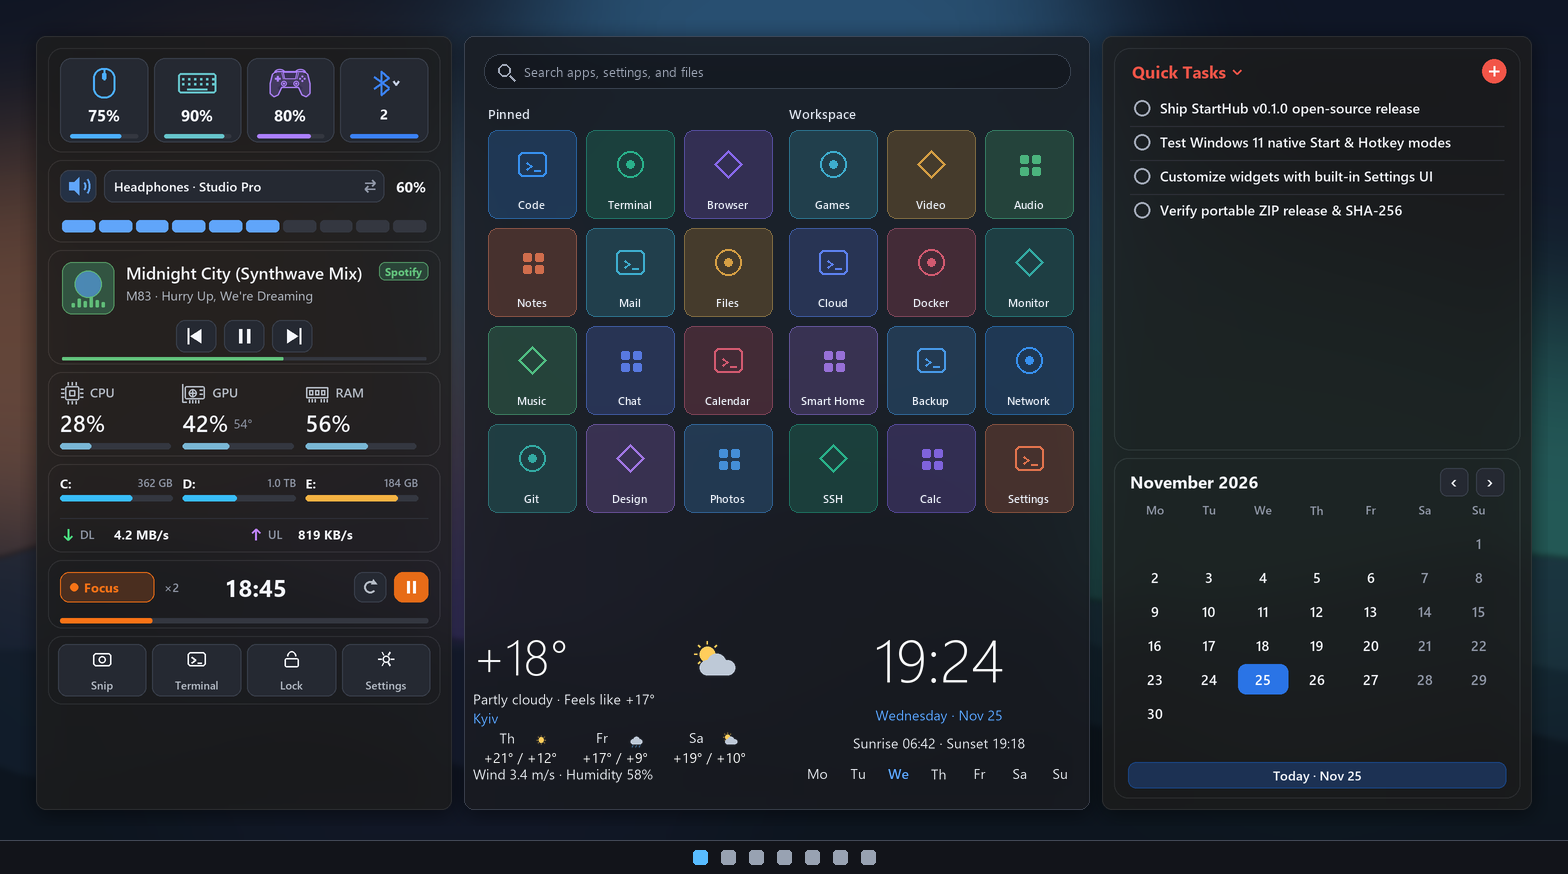 75%
90%
80%
2
Headphones · Studio Pro
60%
Midnight City (Synthwave Mix)
Spotify
M83 · Hurry Up, We're Dreaming
CPU
GPU
RAM
28%
42% 54°
56%
C: 362 GB
D: 1.0 TB
E: 184 GB
DL 4.2 MB/s
UL 819 KB/s
Focus
×2
18:45
Snip
Terminal
Lock
Settings
Search apps, settings, and files
Pinned
Workspace
Code
Terminal
Browser
Games
Video
Audio
Notes
Mail
Files
Cloud
Docker
Monitor
Music
Chat
Calendar
Smart Home
Backup
Network
Git
Design
Photos
SSH
Calc
Settings
+18°
Partly cloudy · Feels like +17°
Kyiv
Th
Fr
Sa
+21° / +12°
+17° / +9°
+19° / +10°
Wind 3.4 m/s · Humidity 58%
19:24
Wednesday · Nov 25
Sunrise 06:42 · Sunset 19:18
Mo Tu We Th Fr Sa Su
Quick Tasks
Ship StartHub v0.1.0 open-source release
Test Windows 11 native Start & Hotkey modes
Customize widgets with built-in Settings UI
Verify portable ZIP release & SHA-256
November 2026
Mo Tu We Th Fr Sa Su
1
2 3 4 5 6 7 8
9 10 11 12 13 14 15
16 17 18 19 20 21 22
23 24 25 26 27 28 29
30
Today · Nov 25